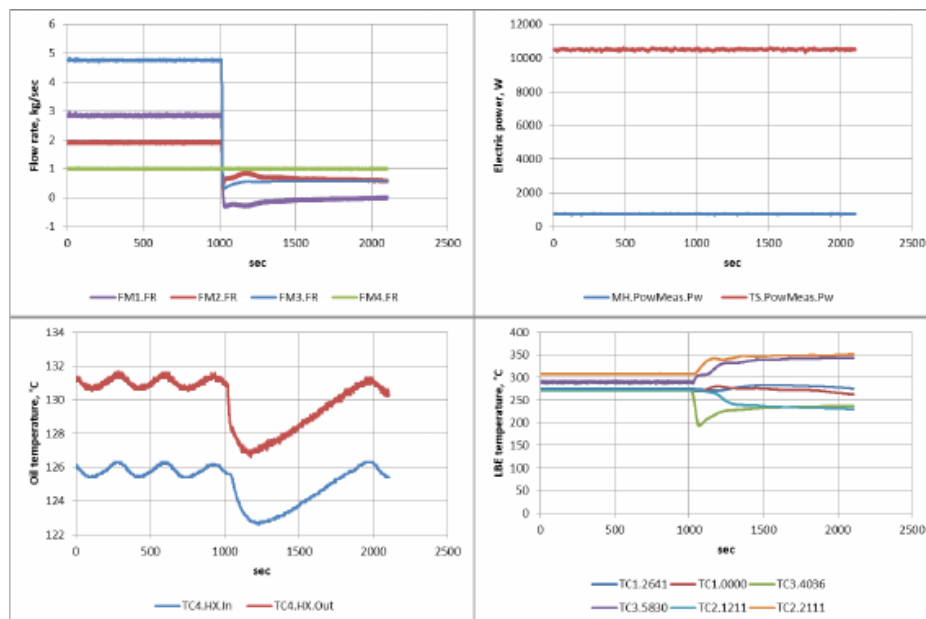 6
5
4
3
2
1
0
-1
Flow rate, kg/sec
0 500 1000 1500 2000 2500
sec
FM1.FR FM2.FR FM3.FR FM4.FR
12000
10000
8000
6000
4000
2000
0
Electric power, W
0 500 1000 1500 2000 2500
sec
MH.PowMeas.Pw TS.PowMeas.Pw
134
132
130
128
126
124
122
Oil temperature, °C
0 500 1000 1500 2000 2500
sec
TC4.HX.In TC4.HX.Out
400
350
300
250
200
150
100
50
0
LBE temperature, °C
0 500 1000 1500 2000 2500
sec
TC1.2641 TC1.0000 TC3.4036
TC3.5830 TC2.1211 TC2.2111